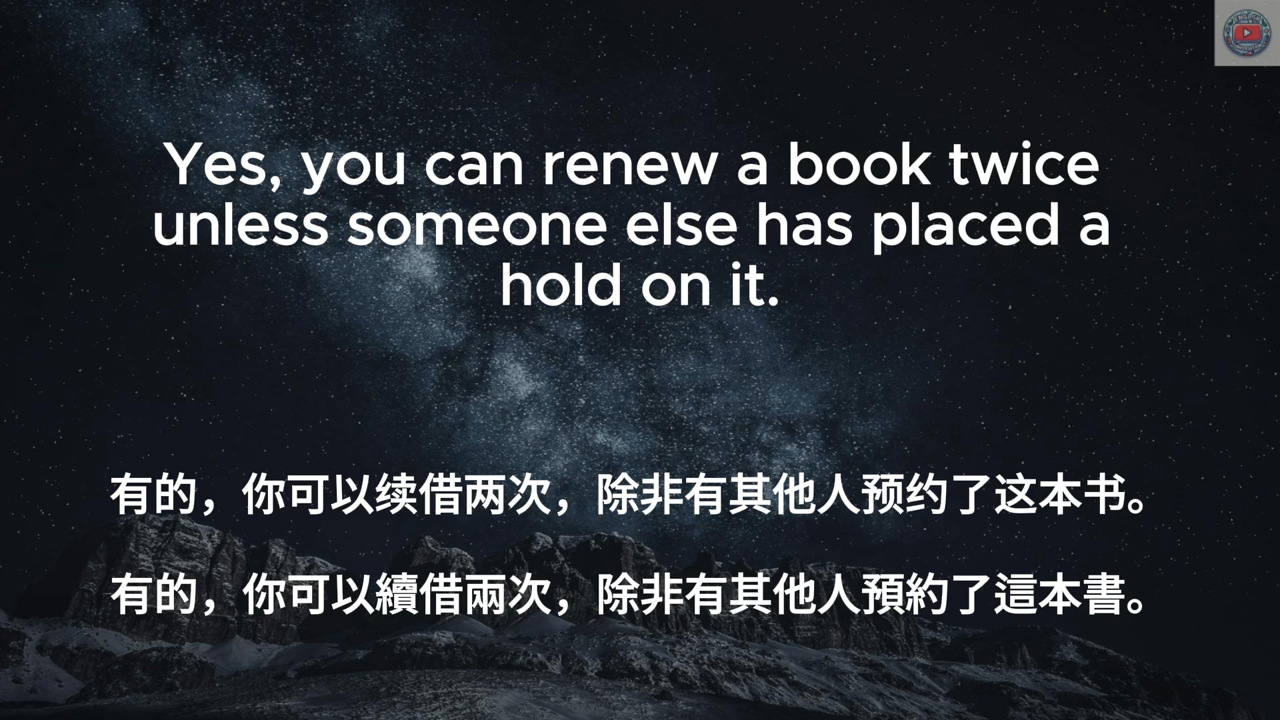 Yes, you can renew a book twice
unless someone else has placed a
hold on it.
有的，你可以续借两次，除非有其他人预约了这本书。
有的，你可以續借兩次，除非有其他人預約了這本書。